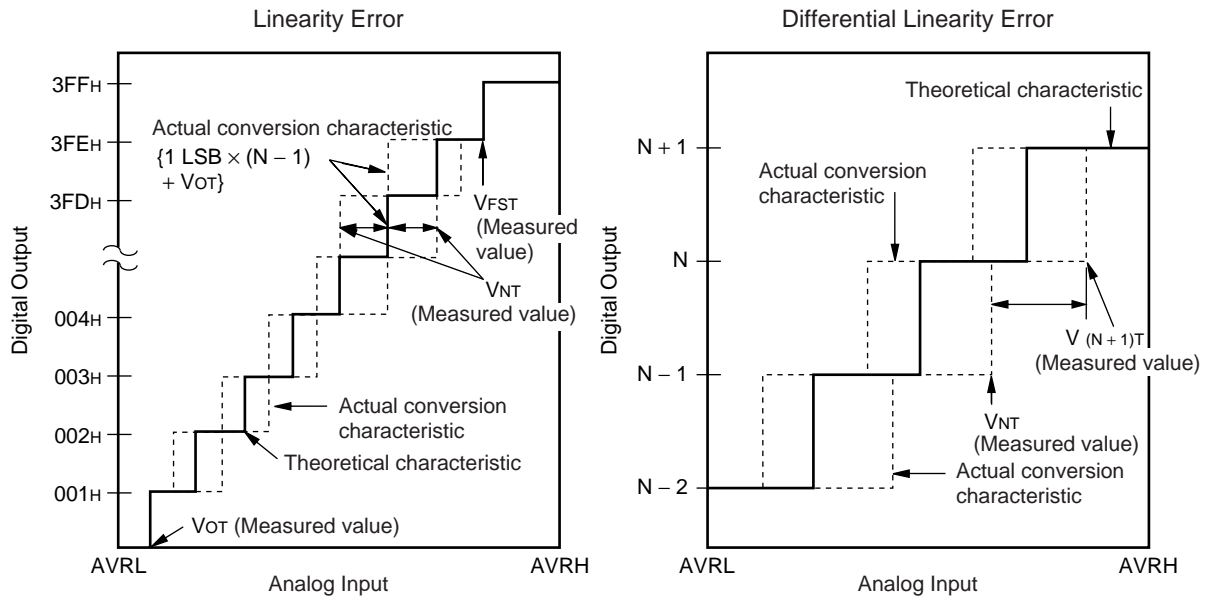 Linearity Error
3FFH
3FEH
3FDH
004H
003H
002H
001H
Digital Output
Actual conversion characteristic
{1 LSB × (N − 1)
+ VOT}
VFST
(Measured
value)
VNT
(Measured value)
Actual conversion
characteristic
Theoretical characteristic
VOT (Measured value)
AVRL
AVRH
Analog Input
Differential Linearity Error
N + 1
N
N − 1
N − 2
Digital Output
Theoretical characteristic
Actual conversion
characteristic
V (N + 1)T
(Measured value)
VNT
(Measured value)
Actual conversion
characteristic
AVRL
AVRH
Analog Input